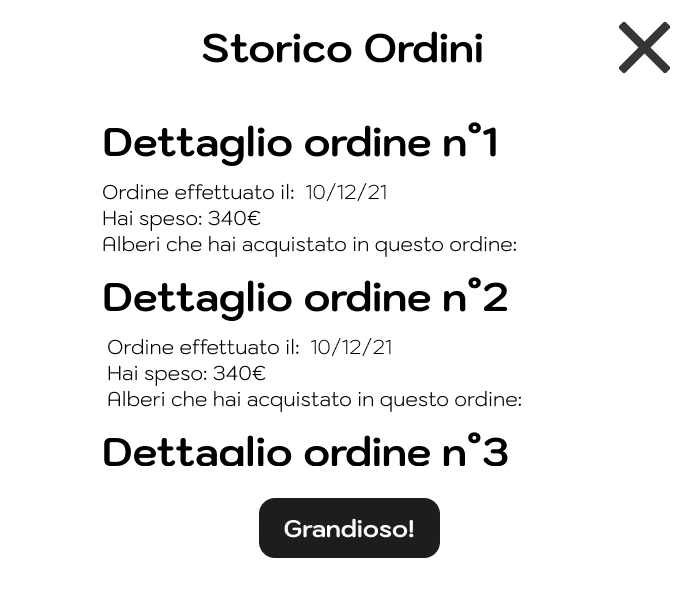 Storico Ordini
Dettaglio ordine n°1
Ordine effettuato il: 10/12/21
Hai speso: 340€
Alberi che hai acquistato in questo ordine:
Dettaglio ordine n°2
Ordine effettuato il: 10/12/21
Hai speso: 340€
Alberi che hai acquistato in questo ordine:
Dettaglio ordine n°3
Grandioso!